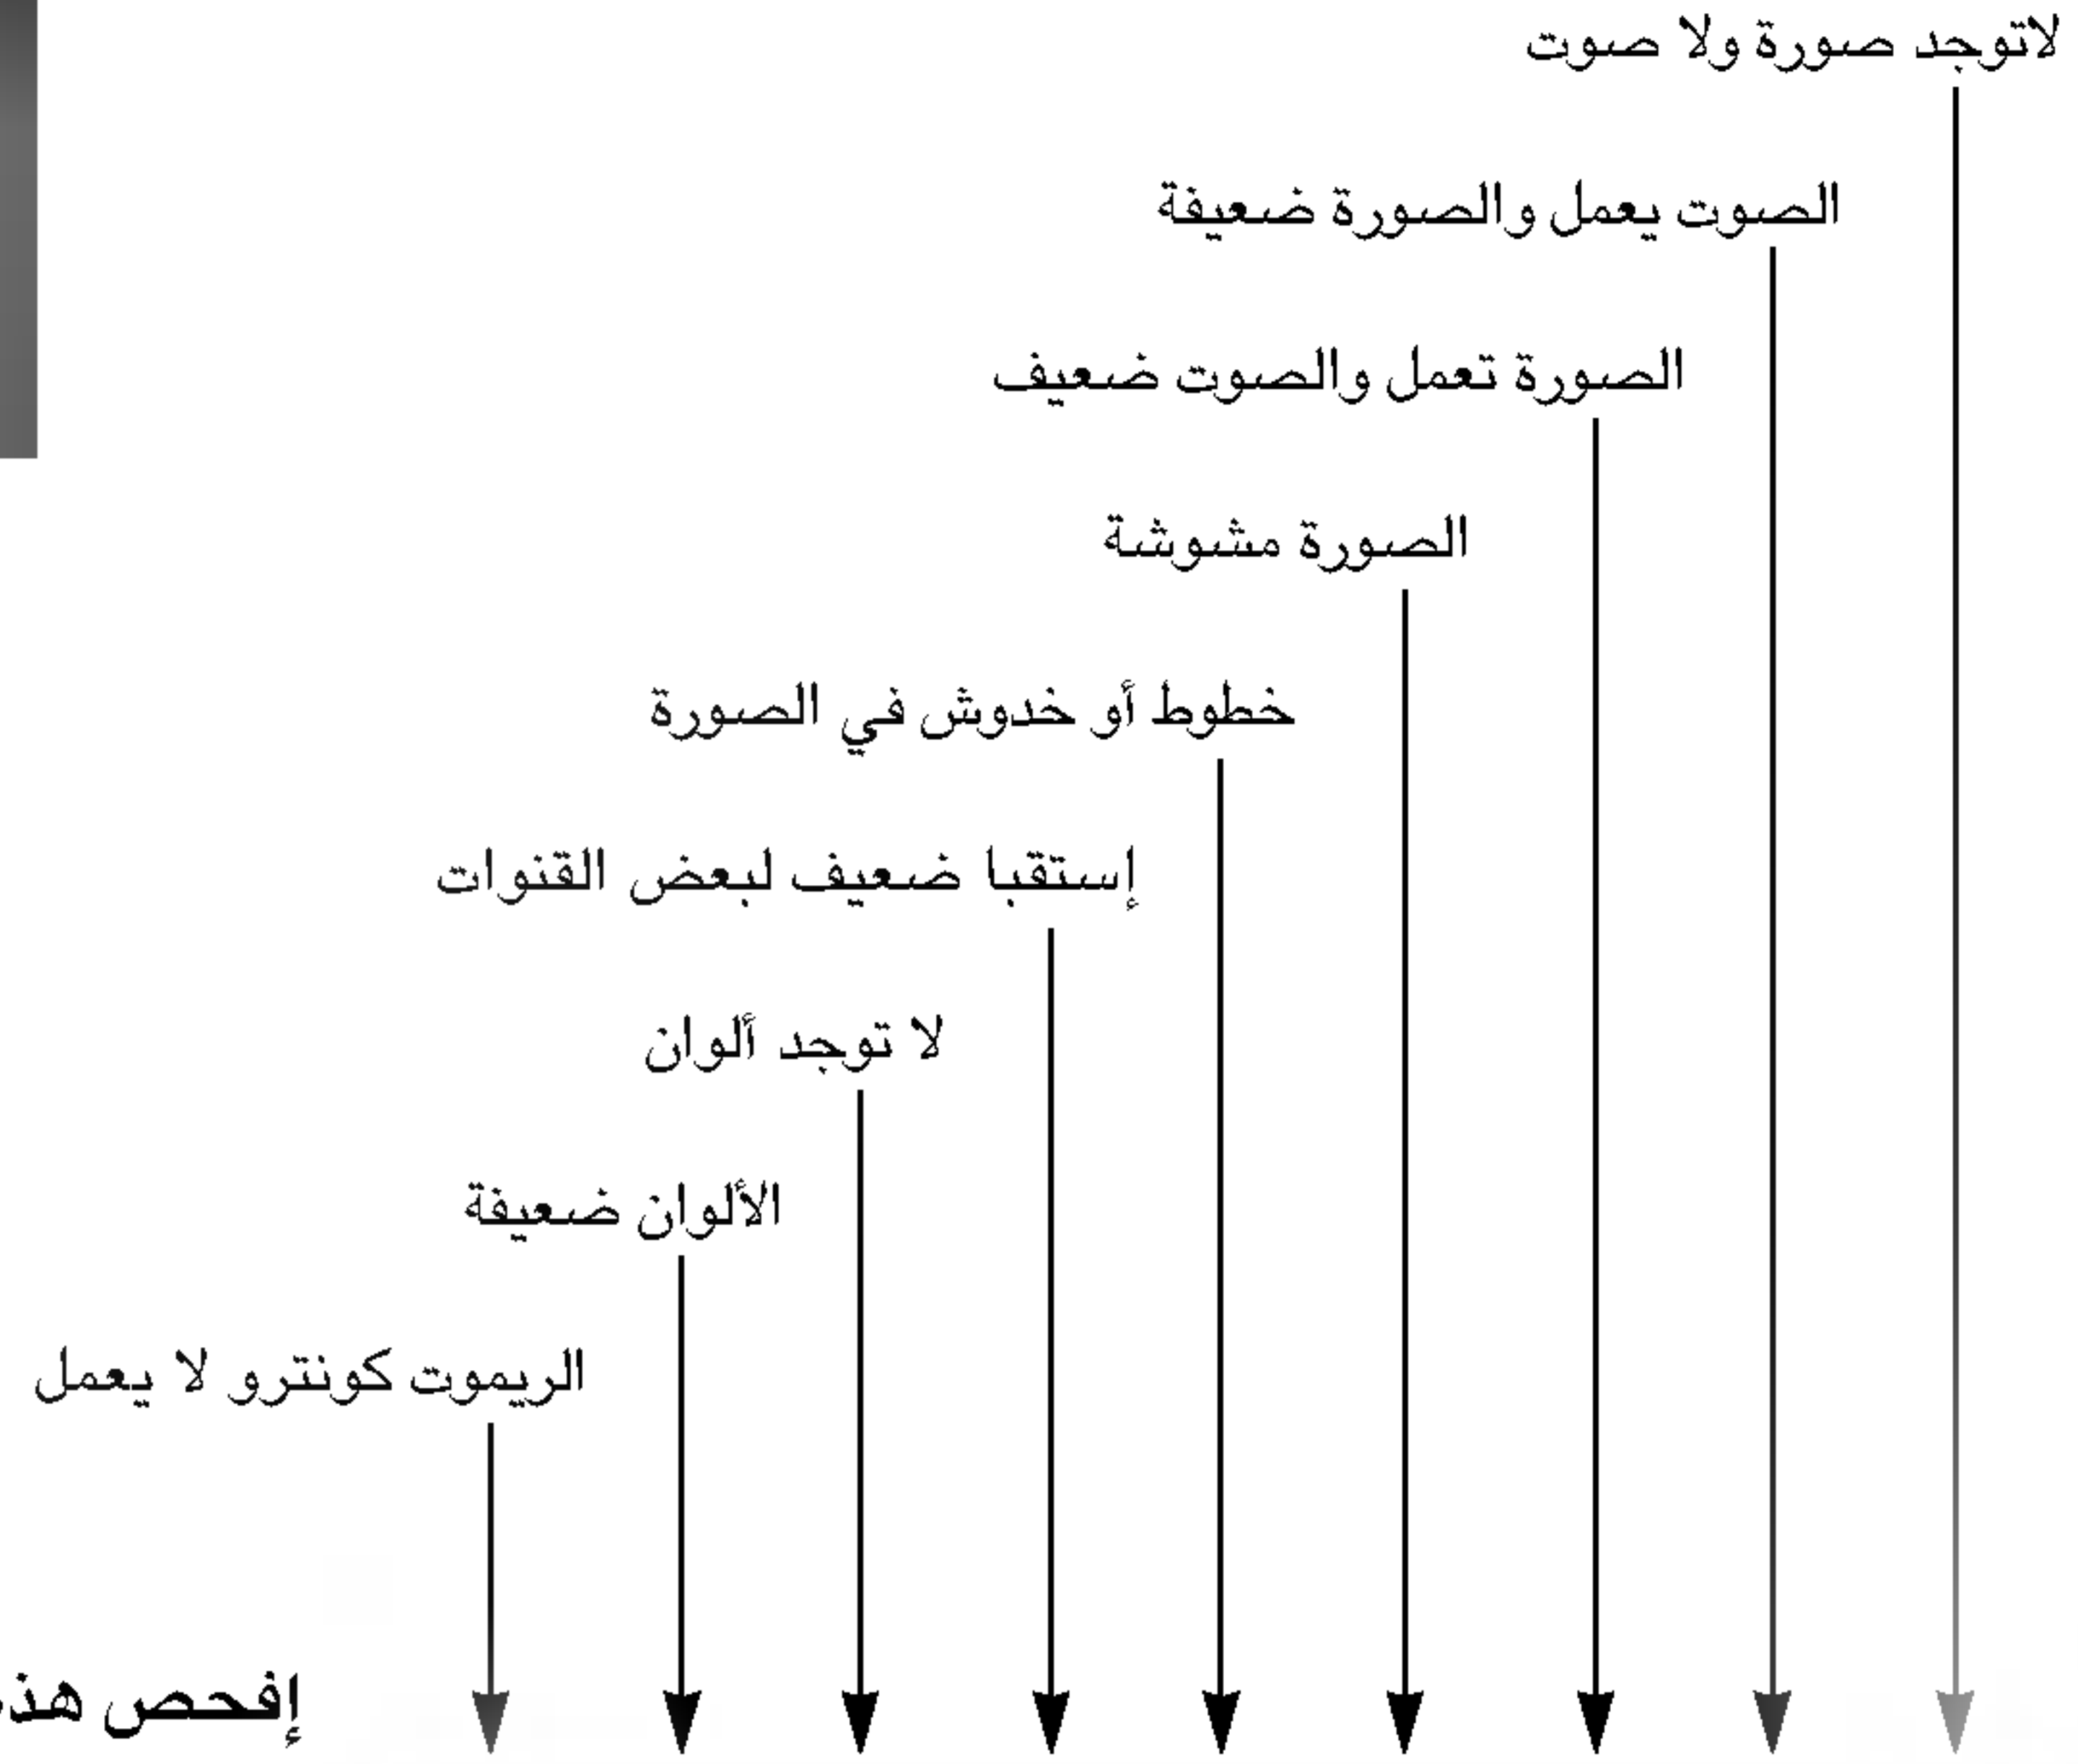 لاتوجد صورة ولا صوت
الصوت يعمل والصورة ضعيفة
الصورة تعمل والصوت ضعيف
الصورة مشوشة
خطوط أو خدوش في الصورة
إستقبا ضعيف لبعض القنوات
لا توجد ألوان
الألوان ضعيفة
الريموت كونترو لا يعمل
إفحص